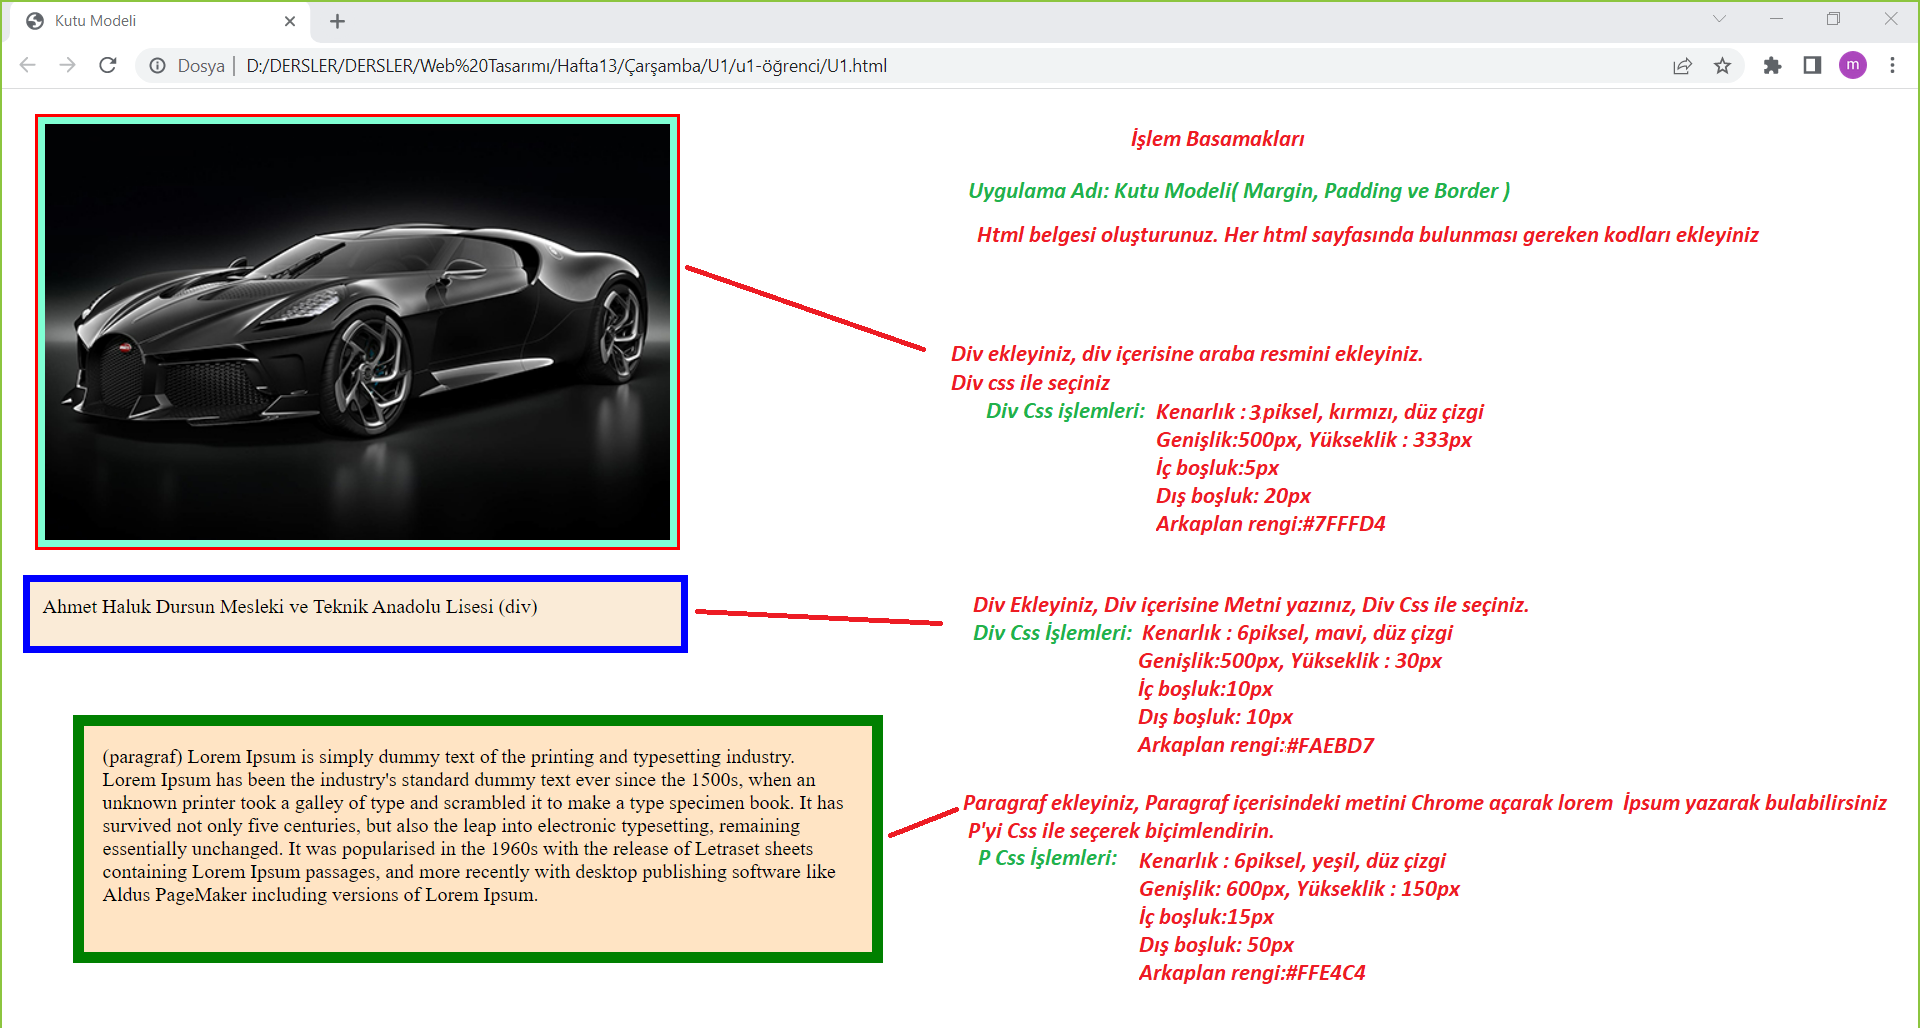 Kutu Modeli
Dosya | D:/DERSLER/DERSLER/Web%20Tasarımı/Hafta13/Çarşamba/U1/u1-öğrenci/U1.html
m
İşlem Basamakları
Uygulama Adı: Kutu Modeli( Margin, Padding ve Border )
Html belgesi oluşturunuz. Her html sayfasında bulunması gereken kodları ekleyiniz
Div ekleyiniz, div içerisine araba resmini ekleyiniz.
Div css ile seçiniz
Div Css işlemleri: Kenarlık : 3piksel, kırmızı, düz çizgi
Genişlik:500px, Yükseklik : 333px
İç boşluk:5px
Dış boşluk: 20px
Arkaplan rengi:#7FFFD4
Ahmet Haluk Dursun Mesleki ve Teknik Anadolu Lisesi (div)
Div Ekleyiniz, Div içerisine Metni yazınız, Div Css ile seçiniz.
Div Css İşlemleri: Kenarlık : 6piksel, mavi, düz çizgi
Genişlik:500px, Yükseklik : 30px
İç boşluk:10px
Dış boşluk: 10px
Arkaplan rengi:#FAEBD7
(paragraf) Lorem Ipsum is simply dummy text of the printing and typesetting industry.
Lorem Ipsum has been the industry's standard dummy text ever since the 1500s, when an
unknown printer took a galley of type and scrambled it to make a type specimen book. It has
survived not only five centuries, but also the leap into electronic typesetting, remaining
essentially unchanged. It was popularised in the 1960s with the release of Letraset sheets
containing Lorem Ipsum passages, and more recently with desktop publishing software like
Aldus PageMaker including versions of Lorem Ipsum.
Paragraf ekleyiniz, Paragraf içerisindeki metini Chrome açarak lorem İpsum yazarak bulabilirsiniz
P'yi Css ile seçerek biçimlendirin.
P Css İşlemleri: Kenarlık : 6piksel, yeşil, düz çizgi
Genişlik: 600px, Yükseklik : 150px
İç boşluk:15px
Dış boşluk: 50px
Arkaplan rengi:#FFE4C4